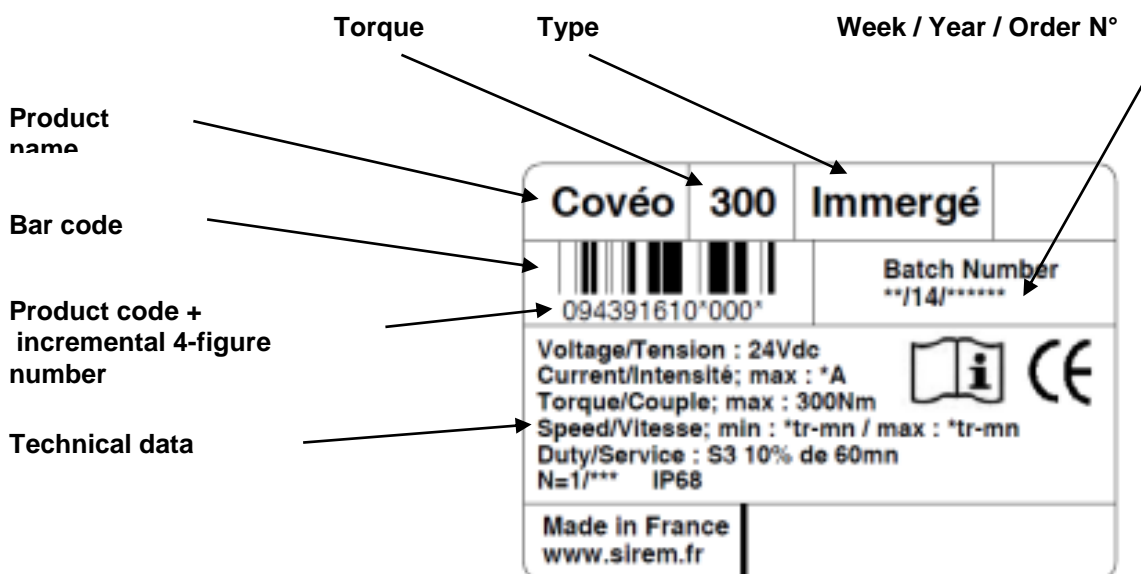 Torque
Type
Week / Year / Order N°
Product
name
Bar code
Product code +
incremental 4-figure
number
Technical data
Covéo 300 Immergé
094391610*000*
Batch Number
**/14/******
Voltage/Tension : 24Vdc
Current/Intensité; max : *A
Torque/Couple; max : 300Nm
Speed/Vitesse; min : *tr-mn / max : *tr-mn
Duty/Service : S3 10% de 60mn
N=1/*** IP68
i
CE
Made in France
www.sirem.fr